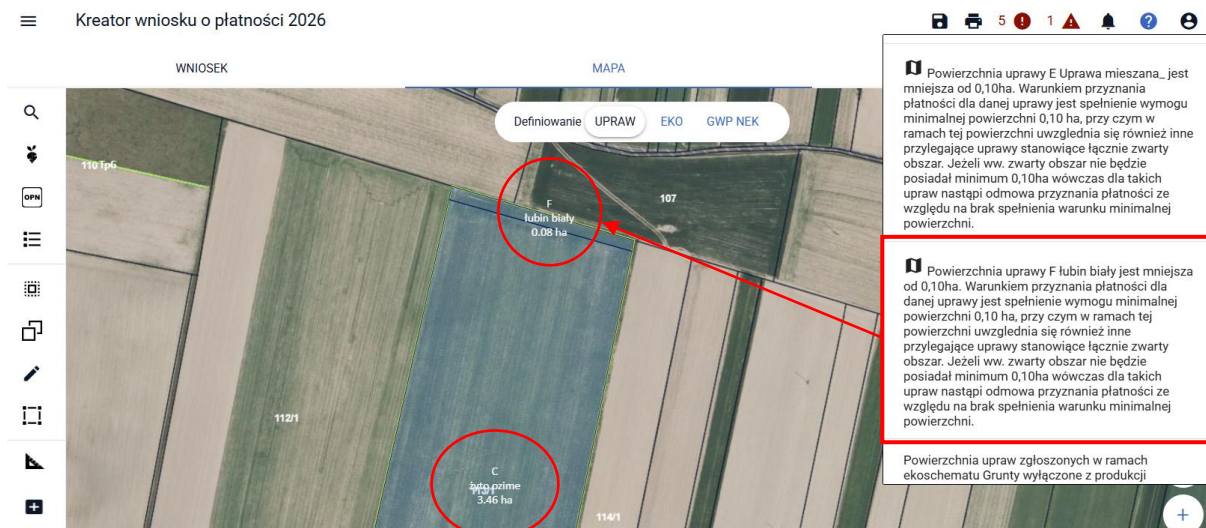 Kreator wniosku o płatności 2026
5
1
WNIOSEK
MAPA
Definiowanie UPRAW EKO GWP NEK
OPN
110 TpG
107
F
łubin biały
0.08 ha
112/1
C
żyto ozime
113/1
3.46 ha
114/1
Powierzchnia uprawy E Uprawa mieszana_ jest
mniejsza od 0,10ha. Warunkiem przyznania
płatności dla danej uprawy jest spełnienie wymogu
minimalnej powierzchni 0,10 ha, przy czym w
ramach tej powierzchni uwzglednia się również inne
przylegające uprawy stanowiące łącznie zwarty
obszar. Jeżeli ww. zwarty obszar nie będzie
posiadał minimum 0,10ha wówczas dla takich
upraw nastąpi odmowa przyznania płatności ze
względu na brak spełnienia warunku minimalnej
powierzchni.
Powierzchnia uprawy F łubin biały jest mniejsza
od 0,10ha. Warunkiem przyznania płatności dla
danej uprawy jest spełnienie wymogu minimalnej
powierzchni 0,10 ha, przy czym w ramach tej
powierzchni uwzglednia się również inne
przylegające uprawy stanowiące łącznie zwarty
obszar. Jeżeli ww. zwarty obszar nie będzie
posiadał minimum 0,10ha wówczas dla takich
upraw nastąpi odmowa przyznania płatności ze
względu na brak spełnienia warunku minimalnej
powierzchni.
Powierzchnia upraw zgłoszonych w ramach
ekoschematu Grunty wyłączone z produkcji